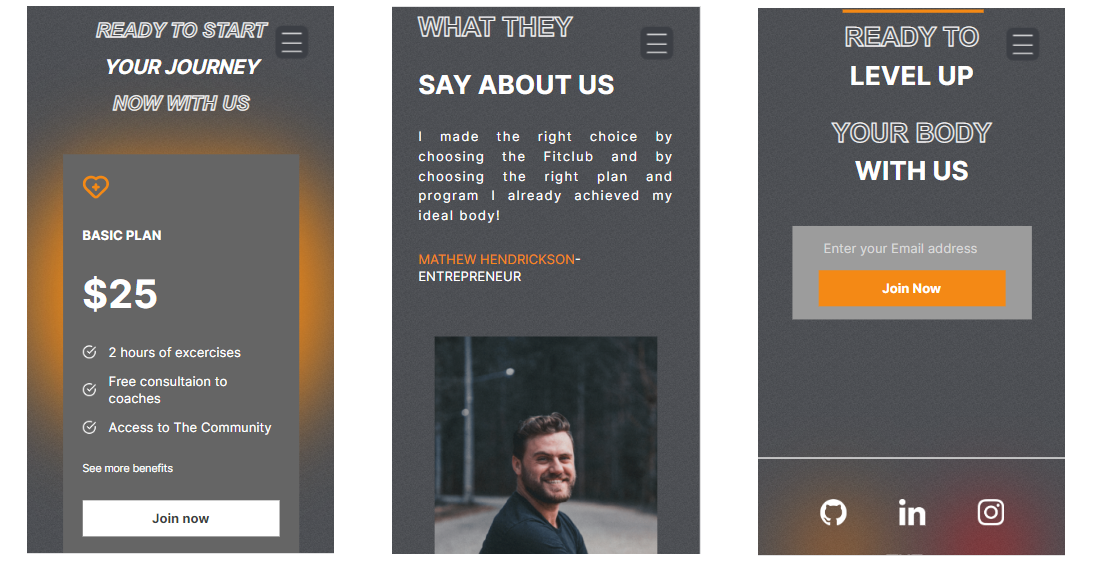 READY TO START
YOUR JOURNEY
NOW WITH US
BASIC PLAN
$25
2 hours of excercises
Free consultaion to
coaches
Access to The Community
See more benefits
Join now
WHAT THEY
SAY ABOUT US
I made the right choice by
choosing the Fitclub and by
choosing the right plan and
program I already achieved my
ideal body!
MATHEW HENDRICKSON-
ENTREPRENEUR
READY TO
LEVEL UP
YOUR BODY
WITH US
Enter your Email address
Join Now
in